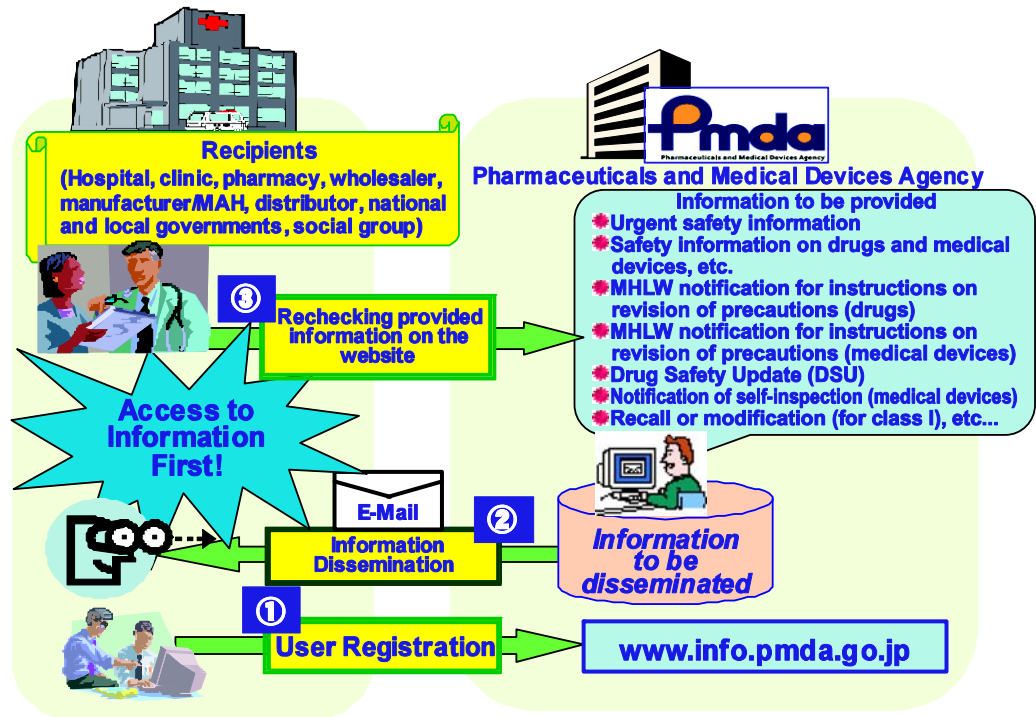 Recipients
(Hospital, clinic, pharmacy, wholesaler,
manufacturer/MAH, distributor, national
and local governments, social group)
Pmda
Pharmaceuticals and Medical Devices Agency
Pharmaceuticals and Medical Devices Agency
Information to be provided
Urgent safety information
Safety information on drugs and medical
devices, etc.
MHLW notification for instructions on
revision of precautions (drugs)
MHLW notification for instructions on
revision of precautions (medical devices)
Drug Safety Update (DSU)
Notification of self-inspection (medical devices)
Recall or modification (for class I), etc...
③
Rechecking provided
information on the
website
Access to
Information
First!
E-Mail
②
Information
Dissemination
Information
to be
disseminated
①
User Registration
www.info.pmda.go.jp